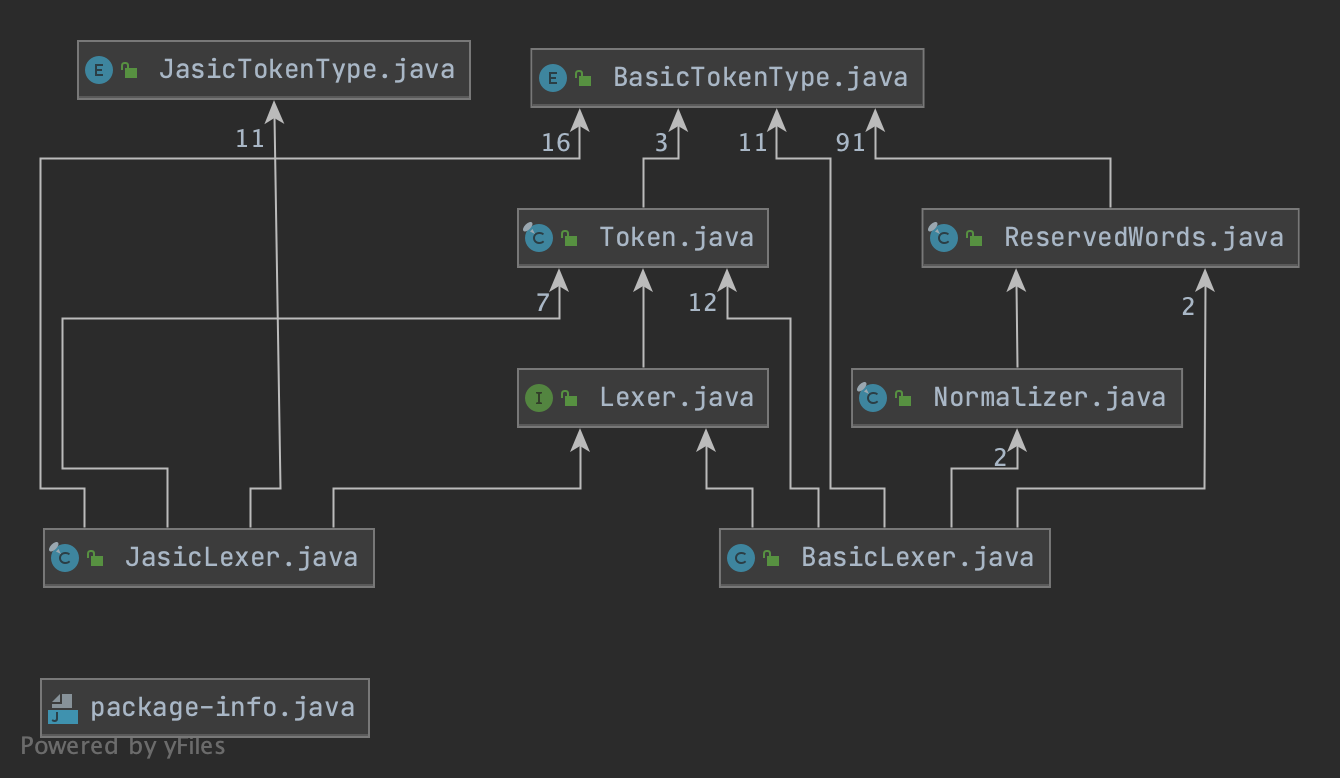 E JasicTokenType.java
E BasicTokenType.java
11
16
3
11
91
C Token.java
C ReservedWords.java
7
12
2
I Lexer.java
C Normalizer.java
2
C JasicLexer.java
C BasicLexer.java
J package-info.java
Powered by yFiles